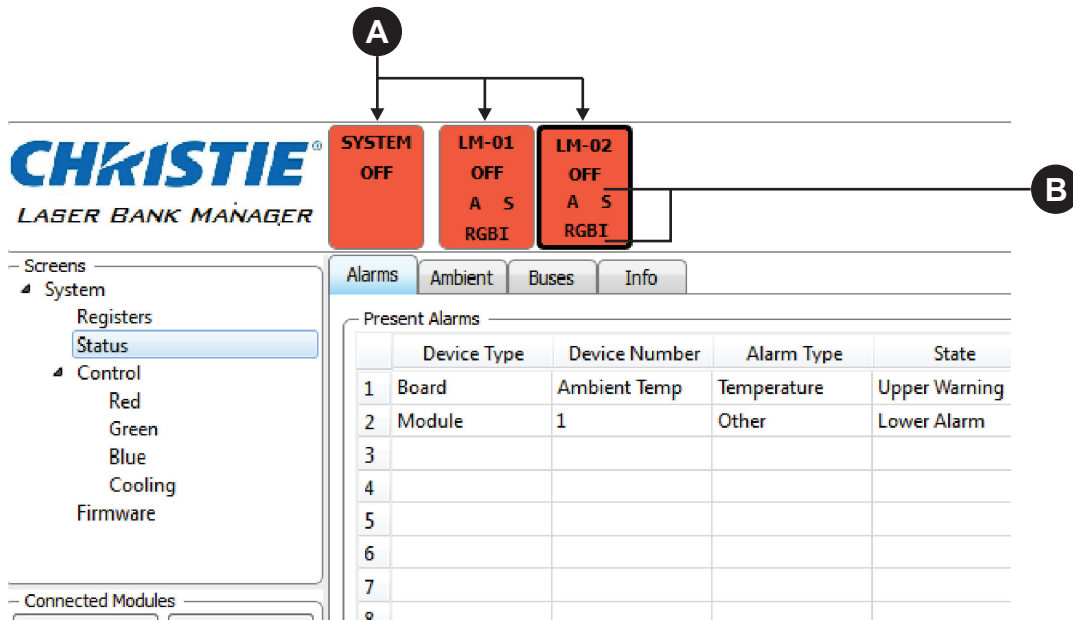 A
CHRISTIE®
LASER BANK MANAGER
SYSTEM
OFF
LM-01
OFF
A S
RGBI
LM-02
OFF
A S
RGBI
B
Screens
System
Registers
Status
Control
Red
Green
Blue
Cooling
Firmware
Connected Modules
Alarms Ambient Buses Info
Present Alarms
Device Type Device Number Alarm Type State
1 Board Ambient Temp Temperature Upper Warning
2 Module 1 Other Lower Alarm
3
4
5
6
7
8